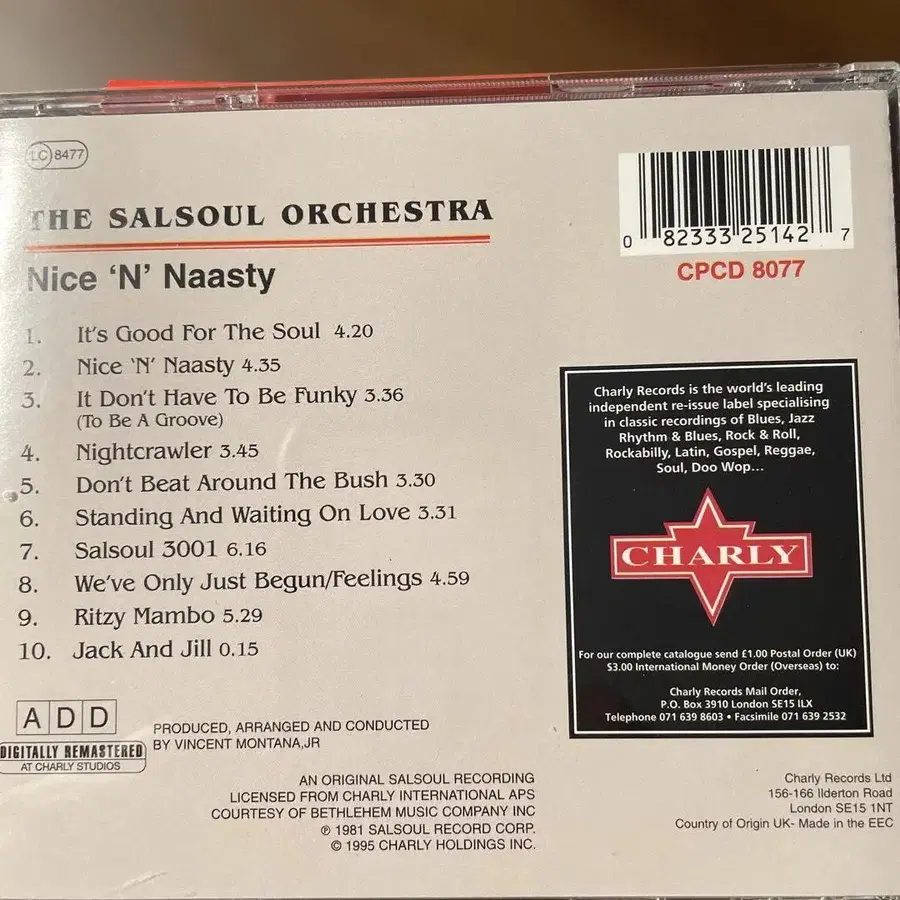 LC 8477
THE SALSOUL ORCHESTRA
Nice ‘N’ Naasty
1. It's Good For The Soul 4.20
2. Nice 'N' Naasty 4.35
3. It Don't Have To Be Funky 3.36
(To Be A Groove)
4. Nightcrawler 3.45
5. Don't Beat Around The Bush 3.30
6. Standing And Waiting On Love 3.31
7. Salsoul 3001 6.16
8. We've Only Just Begun/Feelings 4.59
9. Ritzy Mambo 5.29
10. Jack And Jill 0.15
ADD
DIGITALLY REMASTERED
AT CHARLY STUDIOS
PRODUCED, ARRANGED AND CONDUCTED
BY VINCENT MONTANA,JR
AN ORIGINAL SALSOUL RECORDING
LICENSED FROM CHARLY INTERNATIONAL APS
COURTESY OF BETHLEHEM MUSIC COMPANY INC
℗ 1981 SALSOUL RECORD CORP.
© 1995 CHARLY HOLDINGS INC.
0 82333 25142 7
CPCD 8077
Charly Records is the world's leading
independent re-issue label specialising
in classic recordings of Blues, Jazz
Rhythm & Blues, Rock & Roll,
Rockabilly, Latin, Gospel, Reggae,
Soul, Doo Wop...
CHARLY
For our complete catalogue send £1.00 Postal Order (UK)
$3.00 International Money Order (Overseas) to:
Charly Records Mail Order,
P.O. Box 3910 London SE15 ILX
Telephone 071 639 8603 • Facsimile 071 639 2532
Charly Records Ltd
156-166 Ilderton Road
London SE15 1NT
Country of Origin UK- Made in the EEC